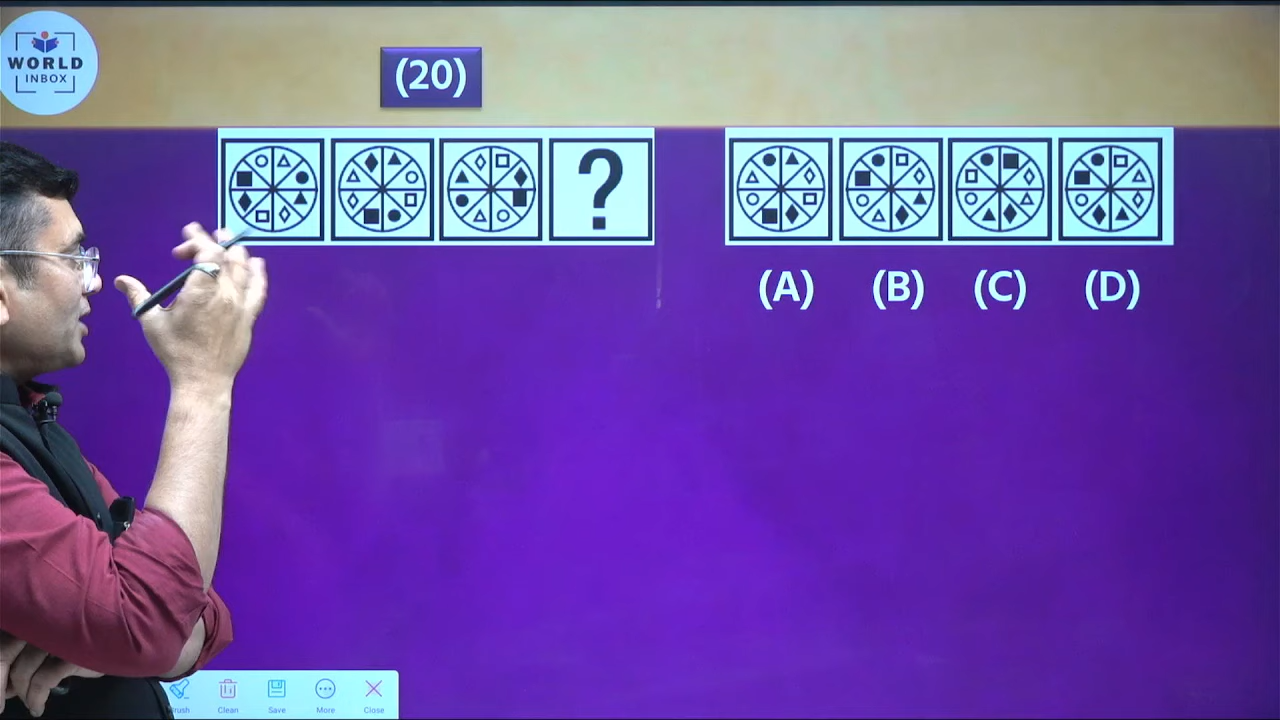 WORLD
INBOX
(20)
?
(A) (B) (C) (D)
Brush Clean Save More Close